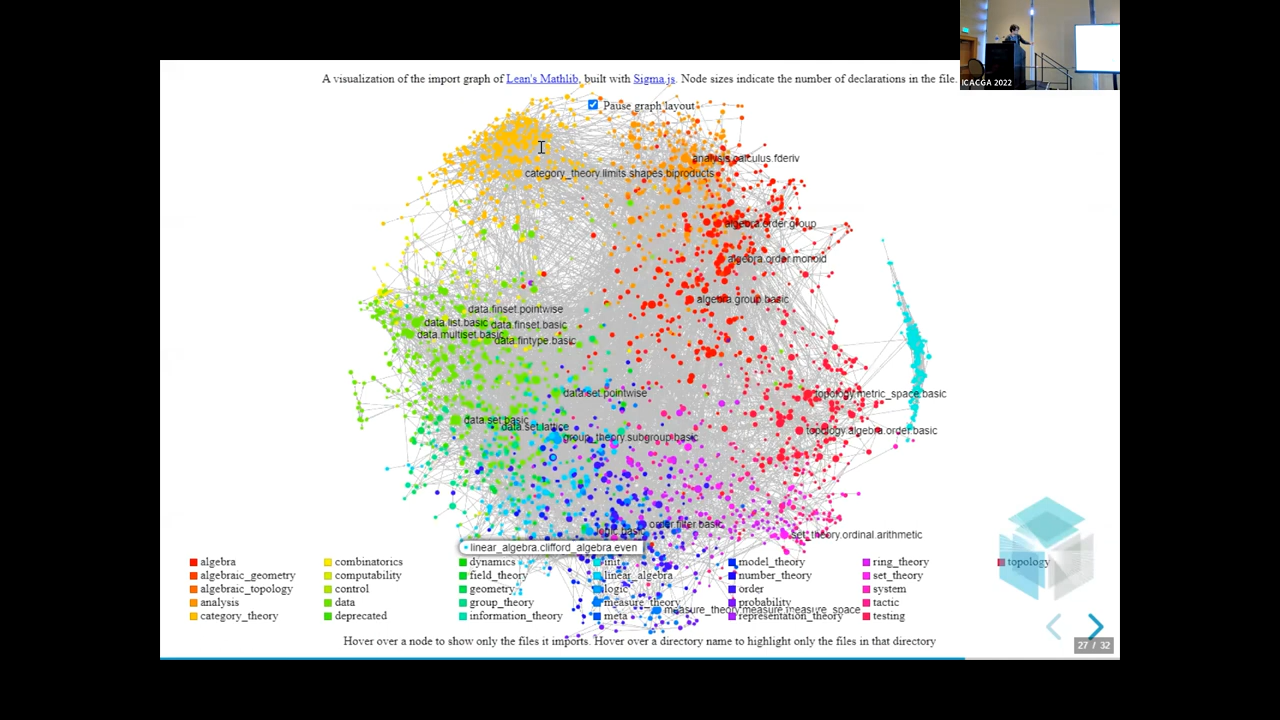 ICACGA 2022
A visualization of the import graph of Lean's Mathlib, built with Sigma.js. Node sizes indicate the number of declarations in the file.
Pause graph layout
analysis.calculus.fderiv
category_theory.limits.shapes.biproducts
algebra.order.group
algebra.order.monoid
algebra.group.basic
data.finset.pointwise
data.list.basic data.finset.basic
data.multiset.basic
data.fintype.basic
data.set.pointwise
topology.metric_space.basic
data.set.basic
data.set.lattice
topology.algebra.order.basic
group_theory.subgroup.basic
order.filter.basic
set_theory.ordinal.arithmetic
linear_algebra.clifford_algebra.even
algebra combinatorics dynamics init model_theory ring_theory topology
algebraic_geometry computability field_theory linear_algebra number_theory set_theory
algebraic_topology control geometry logic order system
analysis data group_theory measure_theory probability tactic
measure_theory.measure.measure_space
category_theory deprecated information_theory meta representation_theory testing
Hover over a node to show only the files it imports. Hover over a directory name to highlight only the files in that directory
27 / 32